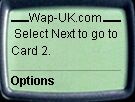 Wap-UK.com
Select Next to go to
Card 2.
Options